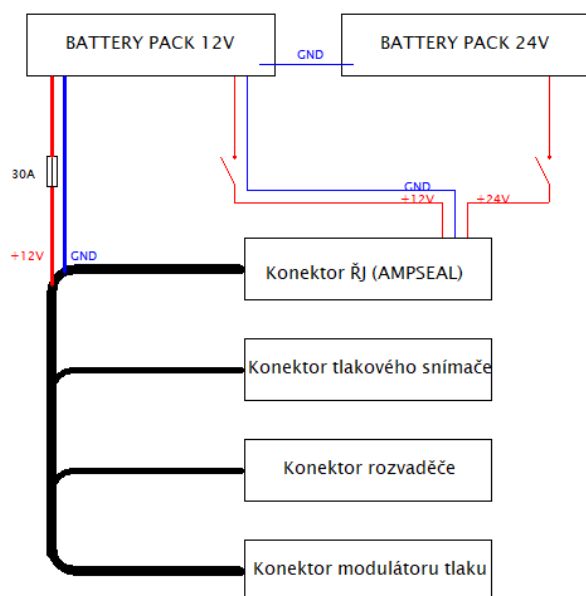 BATTERY PACK 12V
GND
BATTERY PACK 24V
30A
GND
+12V
+24V
+12V
GND
Konektor ŘJ (AMPSEAL)
Konektor tlakového snímače
Konektor rozvaděče
Konektor modulátoru tlaku